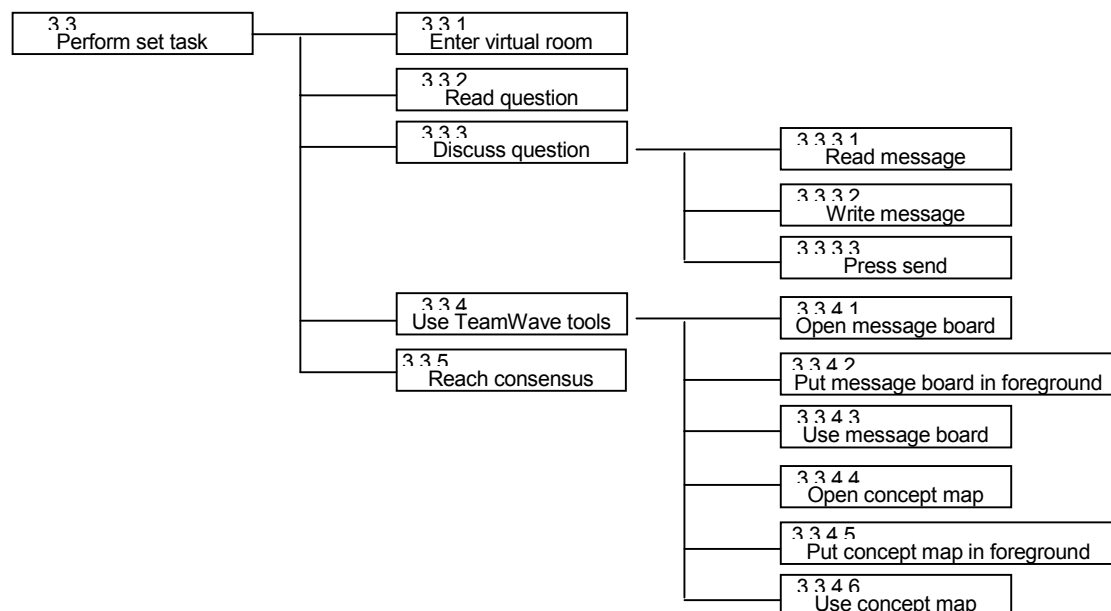 3.3
Perform set task
3.3.1
Enter virtual room
3.3.2
Read question
3.3.3
Discuss question
3.3.3.1
Read message
3.3.3.2
Write message
3.3.3.3
Press send
3.3.4
Use TeamWave tools
3.3.4.1
Open message board
3.3.5
Reach consensus
3.3.4.2
Put message board in foreground
3.3.4.3
Use message board
3.3.4.4
Open concept map
3.3.4.5
Put concept map in foreground
3.3.4.6
Use concept map